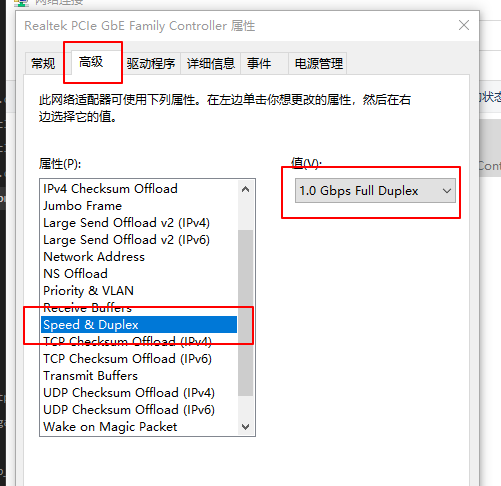 网络连接
Realtek PCIe GbE Family Controller 属性
常规 高级 驱动程序 详细信息 事件 电源管理
此网络适配器可使用下列属性。在左边单击你想更改的属性，然后在右
边选择它的值。
属性(P): 值(V):
1.0 Gbps Full Duplex
IPv4 Checksum Offload
Jumbo Frame
Large Send Offload v2 (IPv4)
Large Send Offload v2 (IPv6)
Network Address
NS Offload
Priority & VLAN
Receive Buffers
Speed & Duplex
TCP Checksum Offload (IPv4)
TCP Checksum Offload (IPv6)
Transmit Buffers
UDP Checksum Offload (IPv4)
UDP Checksum Offload (IPv6)
Wake on Magic Packet
的状态
Cont